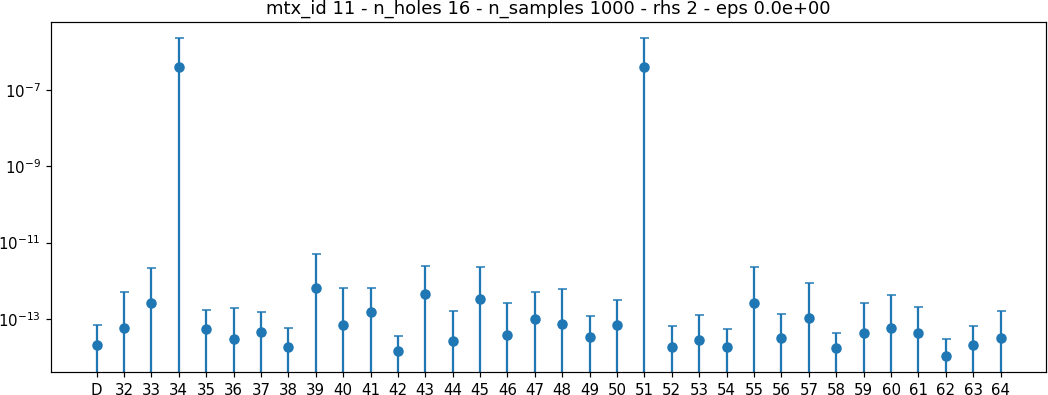 mtx_id 11 - n_holes 16 - n_samples 1000 - rhs 2 - eps 0.0e+00
10⁻⁷
10⁻⁹
10⁻¹¹
10⁻¹³
D 32 33 34 35 36 37 38 39 40 41 42 43 44 45 46 47 48 49 50 51 52 53 54 55 56 57 58 59 60 61 62 63 64